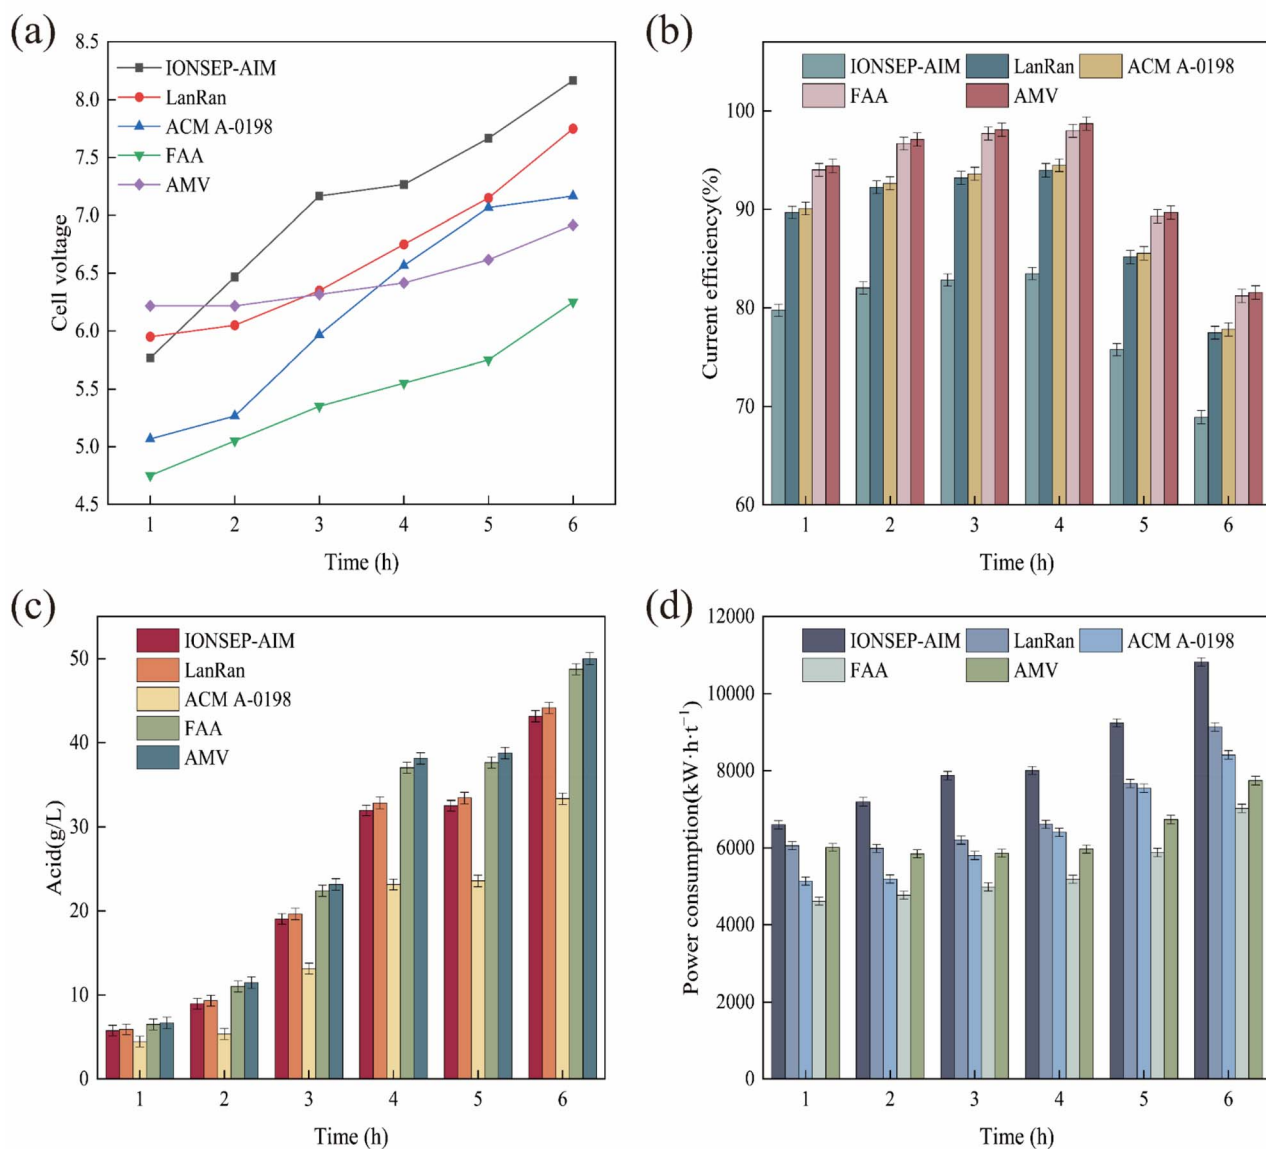 (a)
8.5
8.0
7.5
7.0
6.5
6.0
5.5
5.0
4.5
Cell voltage
IONSEP-AIM
LanRan
ACM A-0198
FAA
AMV
1 2 3 4 5 6
Time (h)
(b)
100
90
80
70
60
Current efficiency(%)
IONSEP-AIM LanRan ACM A-0198
FAA AMV
1 2 3 4 5 6
Time (h)
(c)
50
40
30
20
10
0
Acid(g/L)
IONSEP-AIM
LanRan
ACM A-0198
FAA
AMV
1 2 3 4 5 6
Time (h)
(d)
12000
10000
8000
6000
4000
2000
0
Power consumption(kW·h·t⁻¹)
IONSEP-AIM LanRan ACM A-0198
FAA AMV
1 2 3 4 5 6
Time (h)